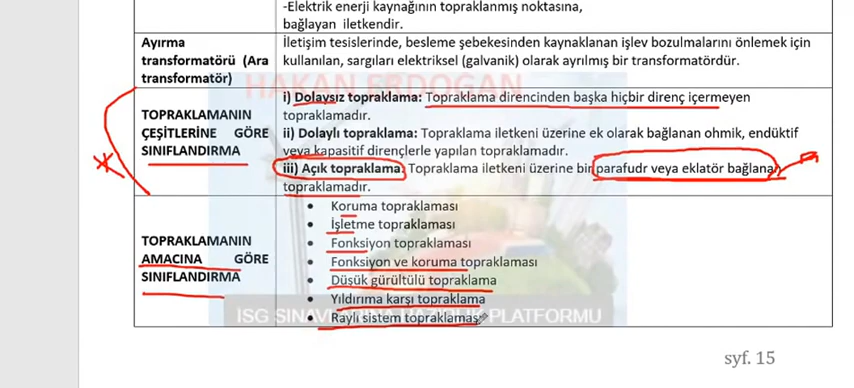 -Elektrik enerji kaynağının topraklanmış noktasına,
bağlayan iletkendir.
Ayırma
transformatörü (Ara
transformatör)
İletişim tesislerinde, besleme şebekesinden kaynaklanan işlev bozulmalarını önlemek için
kullanılan, sargıları elektriksel (galvanik) olarak ayrılmış bir transformatördür.
HAKAN ERDOGAN
TOPRAKLAMANIN
ÇEŞİTLERİNE GÖRE
SINIFLANDIRMA
i) Dolaysız topraklama: Topraklama direncinden başka hiçbir direnç içermeyen
topraklamadır.
ii) Dolaylı topraklama: Topraklama iletkeni üzerine ek olarak bağlanan ohmik, endüktif
veya kapasitif dirençlerle yapılan topraklamadır.
iii) Açık topraklama: Topraklama iletkeni üzerine bir parafudr veya eklatör bağlanan
topraklamadır.
TOPRAKLAMANIN
AMACINA GÖRE
SINIFLANDIRMA
• Koruma topraklaması
• İşletme topraklaması
• Fonksiyon topraklaması
• Fonksiyon ve koruma topraklaması
• Düşük gürültülü topraklama
• Yıldırıma karşı topraklama
• Raylı sistem topraklaması
İSG SINAVLARINA HAZIRLIK PLATFORMU
syf. 15